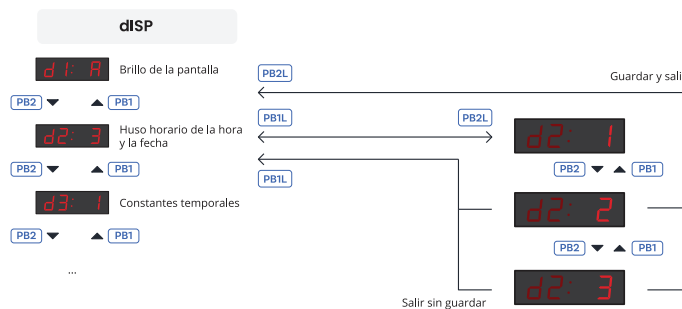 dISP
d1: A
Brillo de la pantalla
PB2L
Guardar y sali
PB2
PB1
d2: 3
Huso horario de la hora
y la fecha
PB1L
PB2L
d2: 1
PB2
PB1
PB1L
PB2
PB1
d3: 1
Constantes temporales
d2: 2
PB2
PB1
PB2
PB1
...
d2: 3
Salir sin guardar